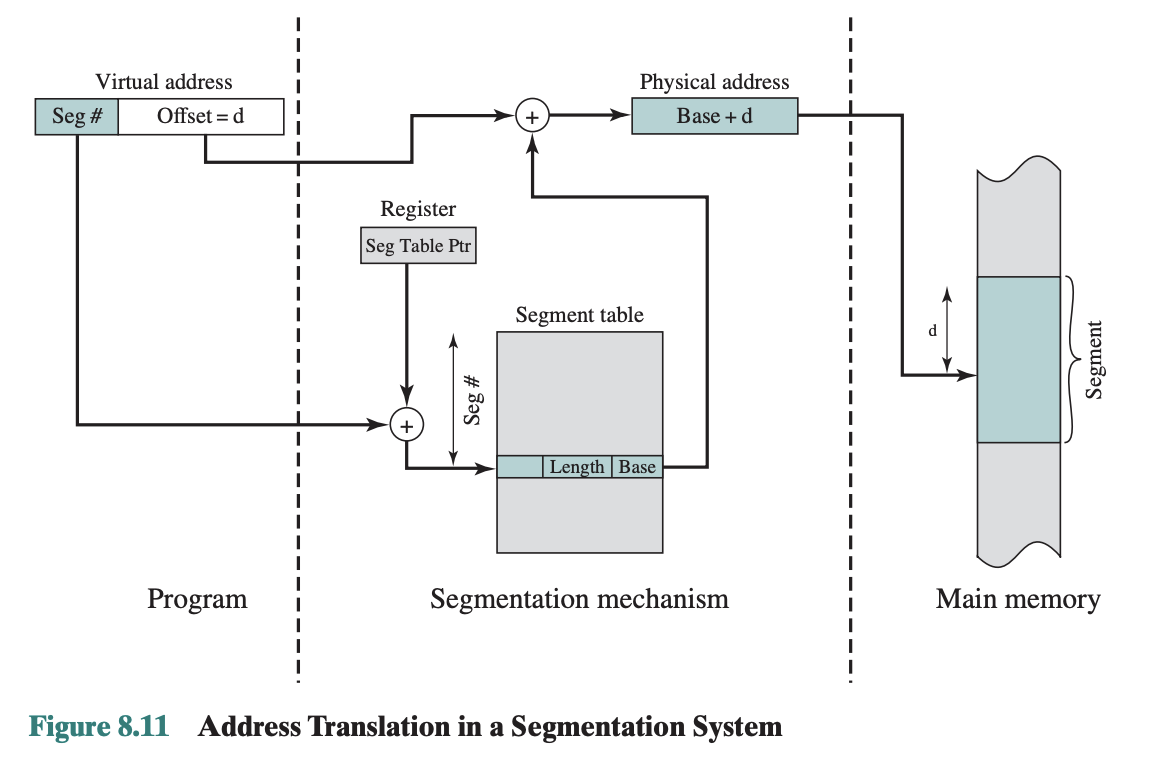 Virtual address
Seg # Offset = d
Physical address
+ Base + d
Register
Seg Table Ptr
Segment table
Seg #
+
Length Base
d
Segment
Program
Segmentation mechanism
Main memory
Figure 8.11 Address Translation in a Segmentation System